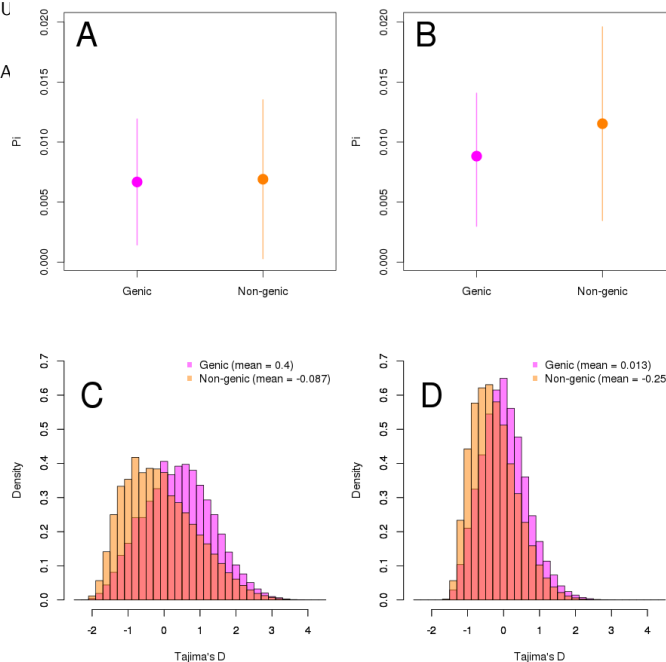 U
A
A
B
0.020
0.015
0.010
0.005
0.000
Pi
Genic
Non-genic
0.020
0.015
0.010
0.005
0.000
Pi
Genic
Non-genic
C
Genic (mean = 0.4)
Non-genic (mean = -0.087)
0.7
0.6
0.5
0.4
0.3
0.2
0.1
0.0
Density
-2 -1 0 1 2 3 4
Tajima's D
D
Genic (mean = 0.013)
Non-genic (mean = -0.25
0.7
0.6
0.5
0.4
0.3
0.2
0.1
0.0
Density
-2 -1 0 1 2 3 4
Tajima's D